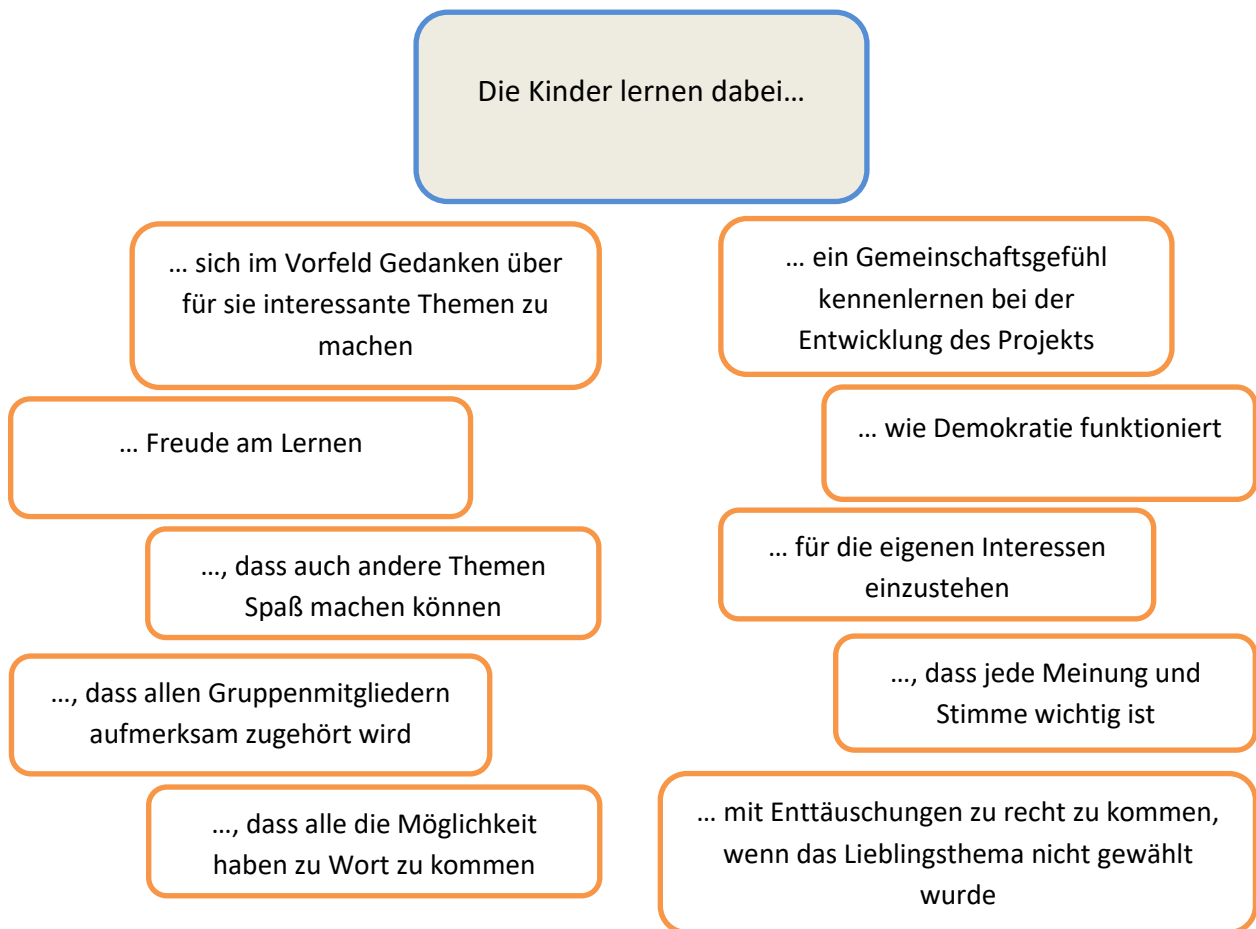 Die Kinder lernen dabei...
... sich im Vorfeld Gedanken über
für sie interessante Themen zu
machen
... ein Gemeinschaftsgefühl
kennenlernen bei der
Entwicklung des Projekts
... Freude am Lernen
... wie Demokratie funktioniert
..., dass auch andere Themen
Spaß machen können
... für die eigenen Interessen
einzustehen
..., dass allen Gruppenmitgliedern
aufmerksam zugehört wird
..., dass jede Meinung und
Stimme wichtig ist
..., dass alle die Möglichkeit
haben zu Wort zu kommen
... mit Enttäuschungen zu recht zu kommen,
wenn das Lieblingsthema nicht gewählt
wurde